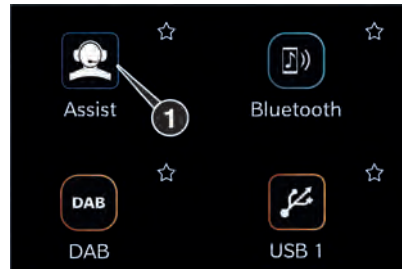 Assist
1
Bluetooth
DAB
DAB
USB 1